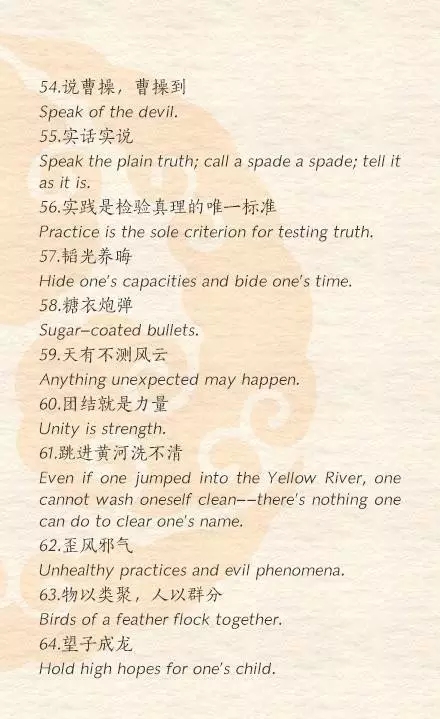 54.说曹操，曹操到
Speak of the devil.
55.实话实说
Speak the plain truth; call a spade a spade; tell it
as it is.
56.实践是检验真理的唯一标准
Practice is the sole criterion for testing truth.
57.韬光养晦
Hide one's capacities and bide one's time.
58.糖衣炮弹
Sugar-coated bullets.
59.天有不测风云
Anything unexpected may happen.
60.团结就是力量
Unity is strength.
61.跳进黄河洗不清
Even if one jumped into the Yellow River, one
cannot wash oneself clean--there's nothing one
can do to clear one's name.
62.歪风邪气
Unhealthy practices and evil phenomena.
63.物以类聚，人以群分
Birds of a feather flock together.
64.望子成龙
Hold high hopes for one's child.